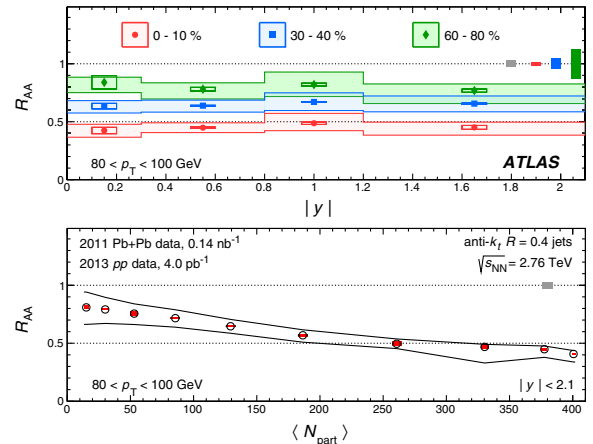 0 - 10 % 30 - 40 % 60 - 80 %
R_AA
1
0.5
0
80 < p_T < 100 GeV
ATLAS
0 0.2 0.4 0.6 0.8 1 1.2 1.4 1.6 1.8 2
| y |
2011 Pb+Pb data, 0.14 nb⁻¹
2013 pp data, 4.0 pb⁻¹
anti-k_t R = 0.4 jets
√s_NN = 2.76 TeV
R_AA
1
0.5
0
80 < p_T < 100 GeV
| y | < 2.1
0 50 100 150 200 250 300 350 400
⟨ N_part ⟩